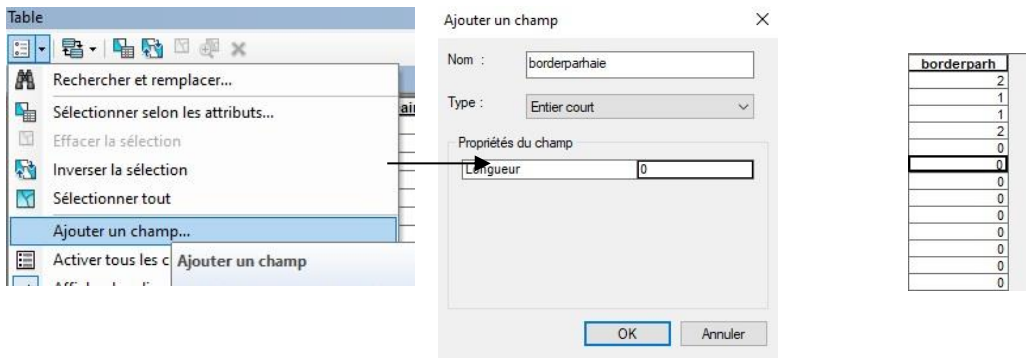 Table
Rechercher et remplacer...
Sélectionner selon les attributs...
Effacer la sélection
Inverser la sélection
Sélectionner tout
Ajouter un champ...
Activer tous les c
Ajouter un champ
Ajouter un champ
Nom : borderparhaie
Type : Entier court
Propriétés du champ
Longueur 0
OK Annuler
borderparh
2
1
1
2
0
0
0
0
0
0
0
0
0